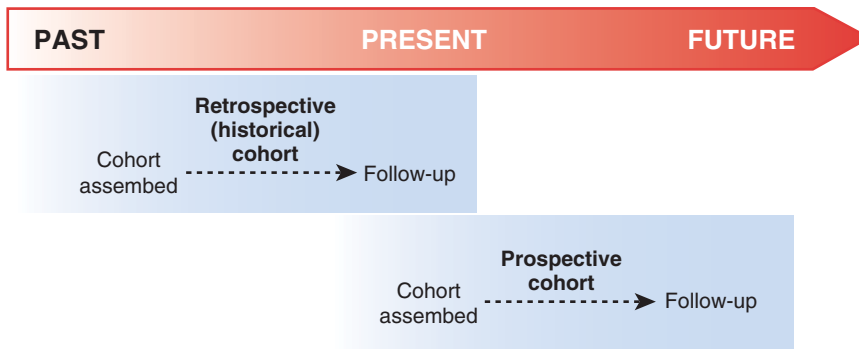 PAST PRESENT FUTURE
Retrospective
(historical)
cohort
Cohort
assembed
Follow-up
Prospective
cohort
Cohort
assembed
Follow-up